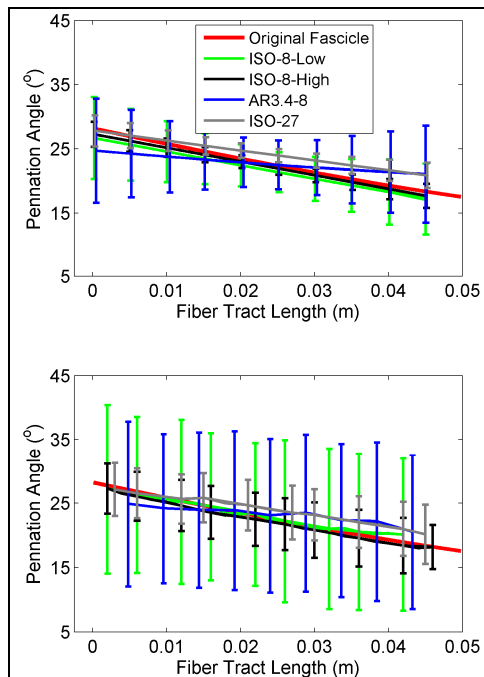 45
35
25
15
5
Pennation Angle (°)
Original Fascicle
ISO-8-Low
ISO-8-High
AR3.4-8
ISO-27
0 0.01 0.02 0.03 0.04 0.05
Fiber Tract Length (m)
45
35
25
15
5
Pennation Angle (°)
0 0.01 0.02 0.03 0.04 0.05
Fiber Tract Length (m)